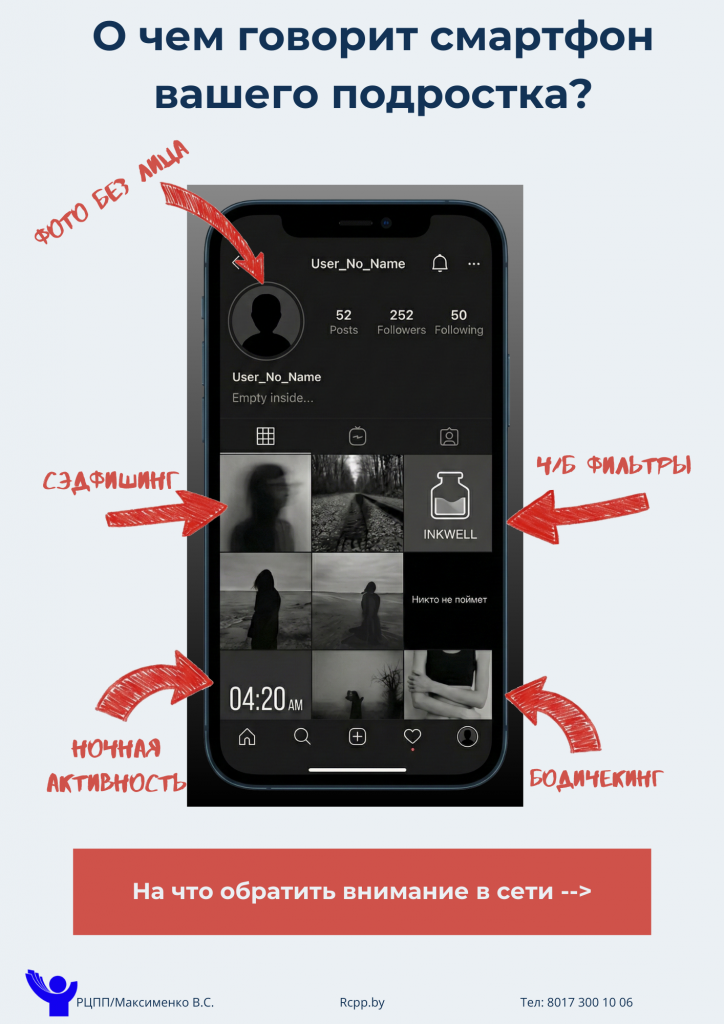 О чем говорит смартфон
вашего подростка?
ФОТО БЕЗ ЛИЦА
User_No_Name
52
252
50
Posts
Followers
Following
User_No_Name
Empty inside...
СЭДФИШИНГ
Ч/Б ФИЛЬТРЫ
INKWELL
Никто не поймет
04:20 AM
НОЧНАЯ
АКТИВНОСТЬ
БОДИЧЕКИНГ
На что обратить внимание в сети -->
РЦПП/Максименко В.С.
Rcpp.by
Тел: 8017 300 10 06